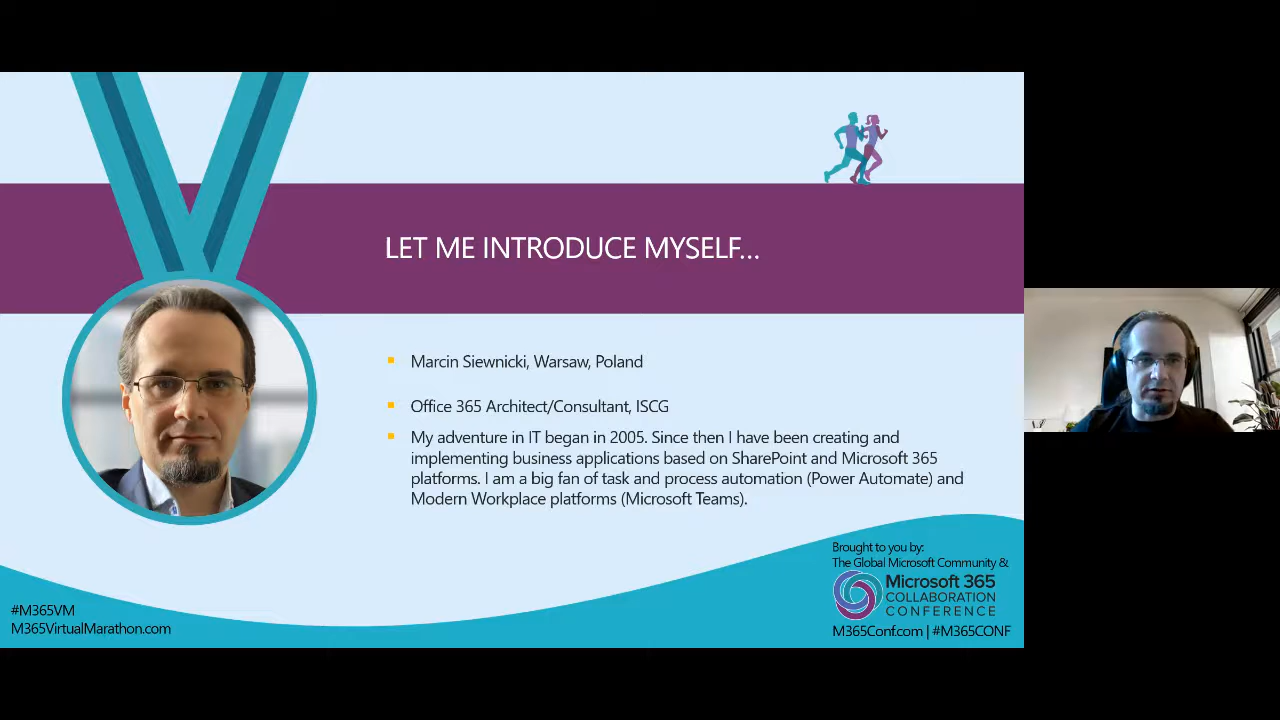 LET ME INTRODUCE MYSELF...
Marcin Siewnicki, Warsaw, Poland
Office 365 Architect/Consultant, ISCG
My adventure in IT began in 2005. Since then I have been creating and
implementing business applications based on SharePoint and Microsoft 365
platforms. I am a big fan of task and process automation (Power Automate) and
Modern Workplace platforms (Microsoft Teams).
#M365VM
M365VirtualMarathon.com
Brought to you by:
The Global Microsoft Community &
Microsoft 365
COLLABORATION
CONFERENCE
M365Conf.com | #M365CONF